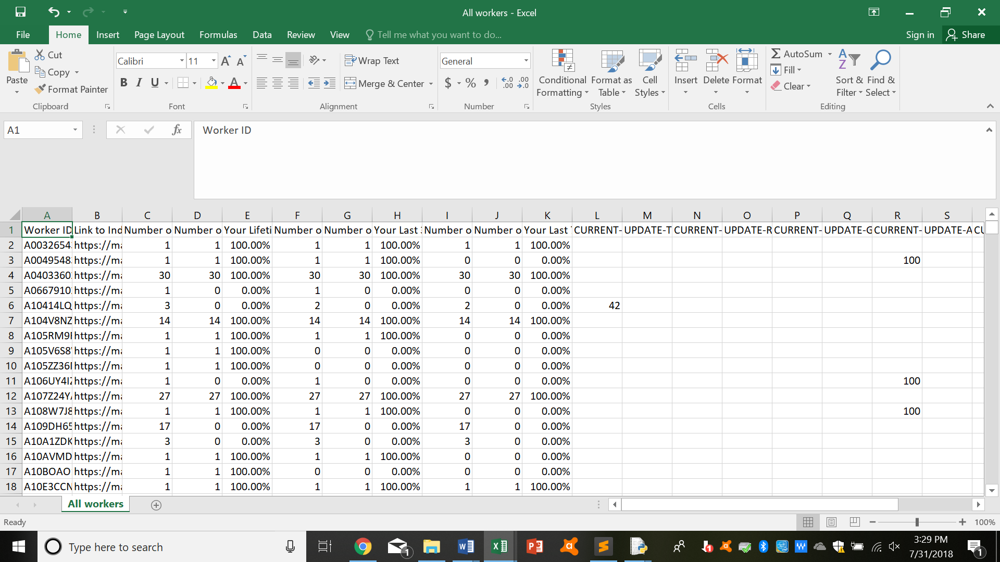 All workers - Excel
File Home Insert Page Layout Formulas Data Review View Tell me what you want to do... Sign in Share
Paste Cut Copy Format Painter
Clipboard
Calibri 11 A A
B I U A
Font
Wrap Text
Merge & Center
Alignment
General
$ % , .0 .00 .00 .0
Number
Conditional Formatting Format as Table Cell Styles
Styles
Insert Delete Format
Cells
AutoSum Fill Clear Sort & Filter Find & Select
Editing
A1 fx Worker ID
A B C D E F G H I J K L M N O P Q R S
1 Worker ID Link to Ind Number o Number o Your Lifeti Number o Number o Your Last 3 Number o Number o Your Last CURRENT- UPDATE-T CURRENT- UPDATE-R CURRENT- UPDATE-G CURRENT- UPDATE-A CU
2 A0032654 https://ma 1 1 100.00% 1 1 100.00% 1 1 100.00%
3 A0049548 https://ma 1 1 100.00% 1 1 100.00% 0 0 0.00% 100
4 A0403360 https://ma 30 30 100.00% 30 30 100.00% 30 30 100.00%
5 A0667910 https://ma 1 0 0.00% 1 0 0.00% 0 0 0.00%
6 A10414LQ https://ma 3 0 0.00% 2 0 0.00% 2 0 0.00% 42
7 A104V8NZ https://ma 14 14 100.00% 14 14 100.00% 14 14 100.00%
8 A105RM9 https://ma 1 1 100.00% 1 1 100.00% 0 0 0.00%
9 A105V6S8 https://ma 1 1 100.00% 0 0 0.00% 0 0 0.00%
10 A105ZZ36 https://ma 1 1 100.00% 0 0 0.00% 0 0 0.00%
11 A106UY4I https://ma 1 0 0.00% 1 0 0.00% 0 0 0.00% 100
12 A107Z24Y https://ma 27 27 100.00% 27 27 100.00% 27 27 100.00%
13 A108W7J8 https://ma 1 1 100.00% 1 1 100.00% 0 0 0.00% 100
14 A109DH65 https://ma 17 0 0.00% 17 0 0.00% 17 0 0.00%
15 A10A1ZDK https://ma 3 0 0.00% 3 0 0.00% 3 0 0.00%
16 A10AVMD https://ma 1 1 100.00% 1 1 100.00% 0 0 0.00%
17 A10BOAO https://ma 1 1 100.00% 0 0 0.00% 0 0 0.00%
18 A10E3CCN https://ma 1 1 100.00% 1 1 100.00% 1 1 100.00%
All workers
Ready 100%
Type here to search 1 1 3:29 PM 1
7/31/2018